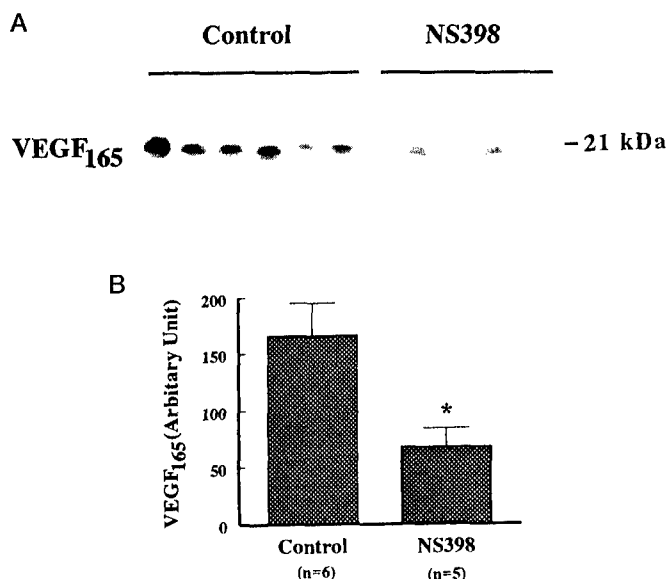 A
Control NS398
VEGF165 -21 kDa
B
VEGF165(Arbitary Unit)
200
150
100
50
0
*
Control NS398
(n=6) (n=5)